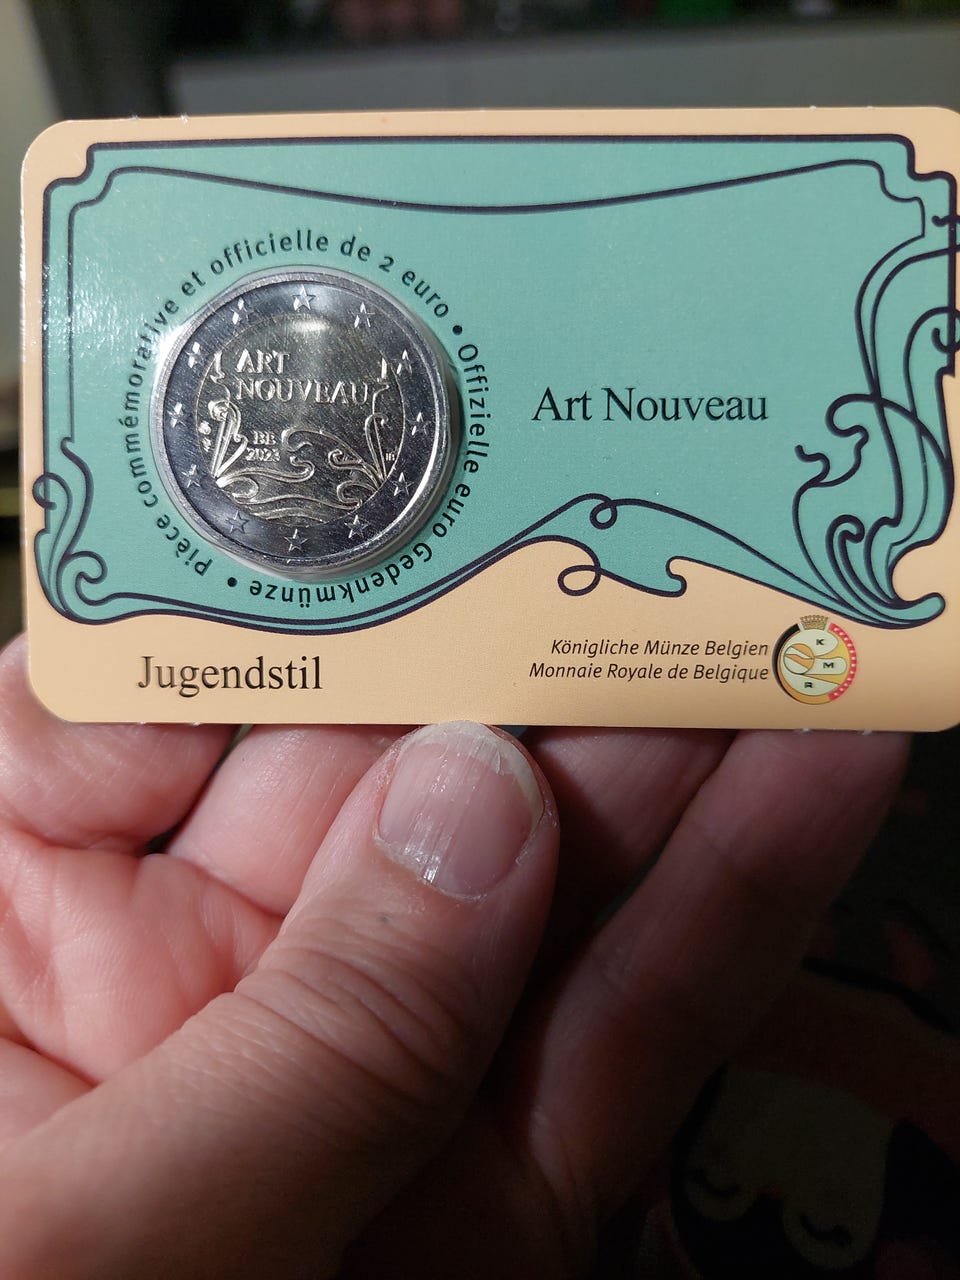 Pièce commémorative et officielle de 2 euro • Offizielle euro Gedenkmünze •
ART
NOUVEAU
BE
2023
Art Nouveau
Jugendstil
Königliche Münze Belgien
Monnaie Royale de Belgique
K
M
R